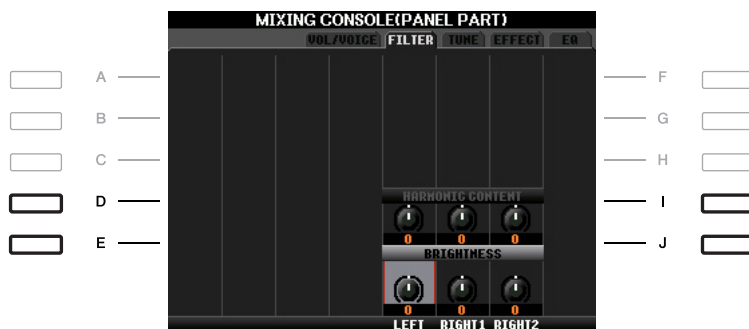 MIXING CONSOLE(PANEL PART)
VOL/VOICE FILTER TUNE EFFECT EQ
A F
B G
C H
D I
E J
HARMONIC CONTENT
0 0 0
BRIGHTNESS
0 0 0
LEFT RIGHT1 RIGHT2